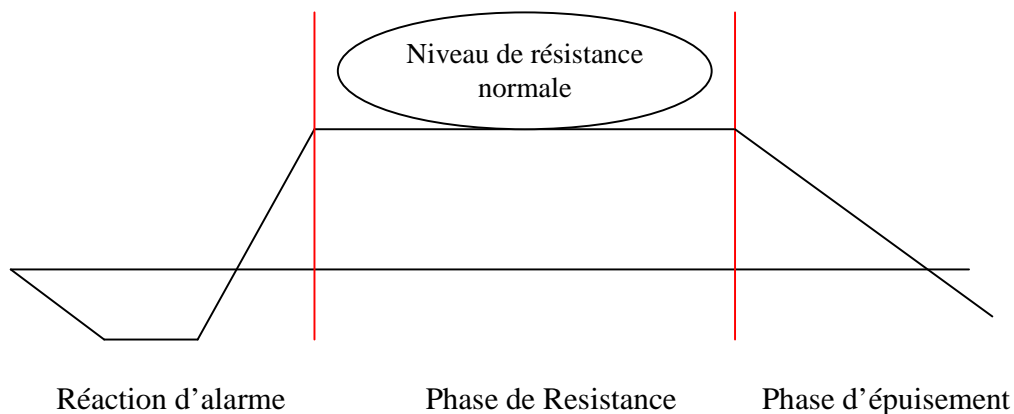 Niveau de résistance
normale
Réaction d’alarme
Phase de Resistance
Phase d’épuisement